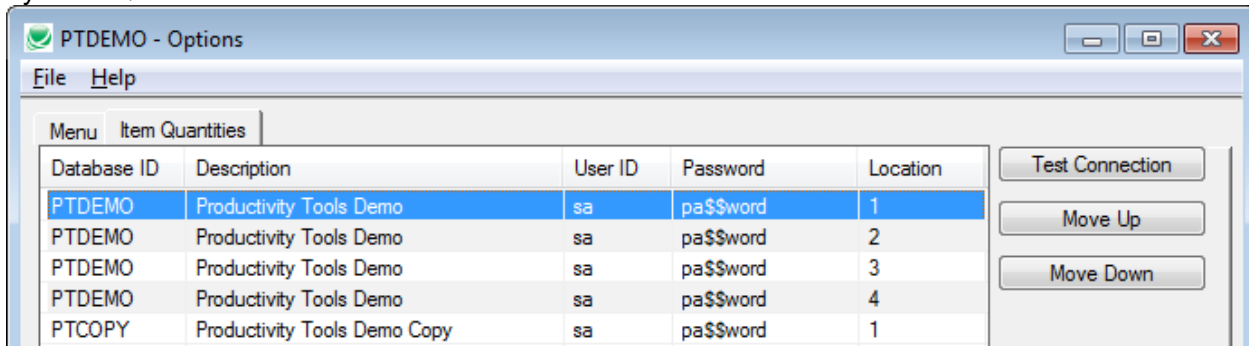 PTDEMO - Options
File Help
Menu Item Quantities
Database ID Description User ID Password Location
PTDEMO Productivity Tools Demo sa pa$$word 1
PTDEMO Productivity Tools Demo sa pa$$word 2
PTDEMO Productivity Tools Demo sa pa$$word 3
PTDEMO Productivity Tools Demo sa pa$$word 4
PTCOPY Productivity Tools Demo Copy sa pa$$word 1
Test Connection
Move Up
Move Down